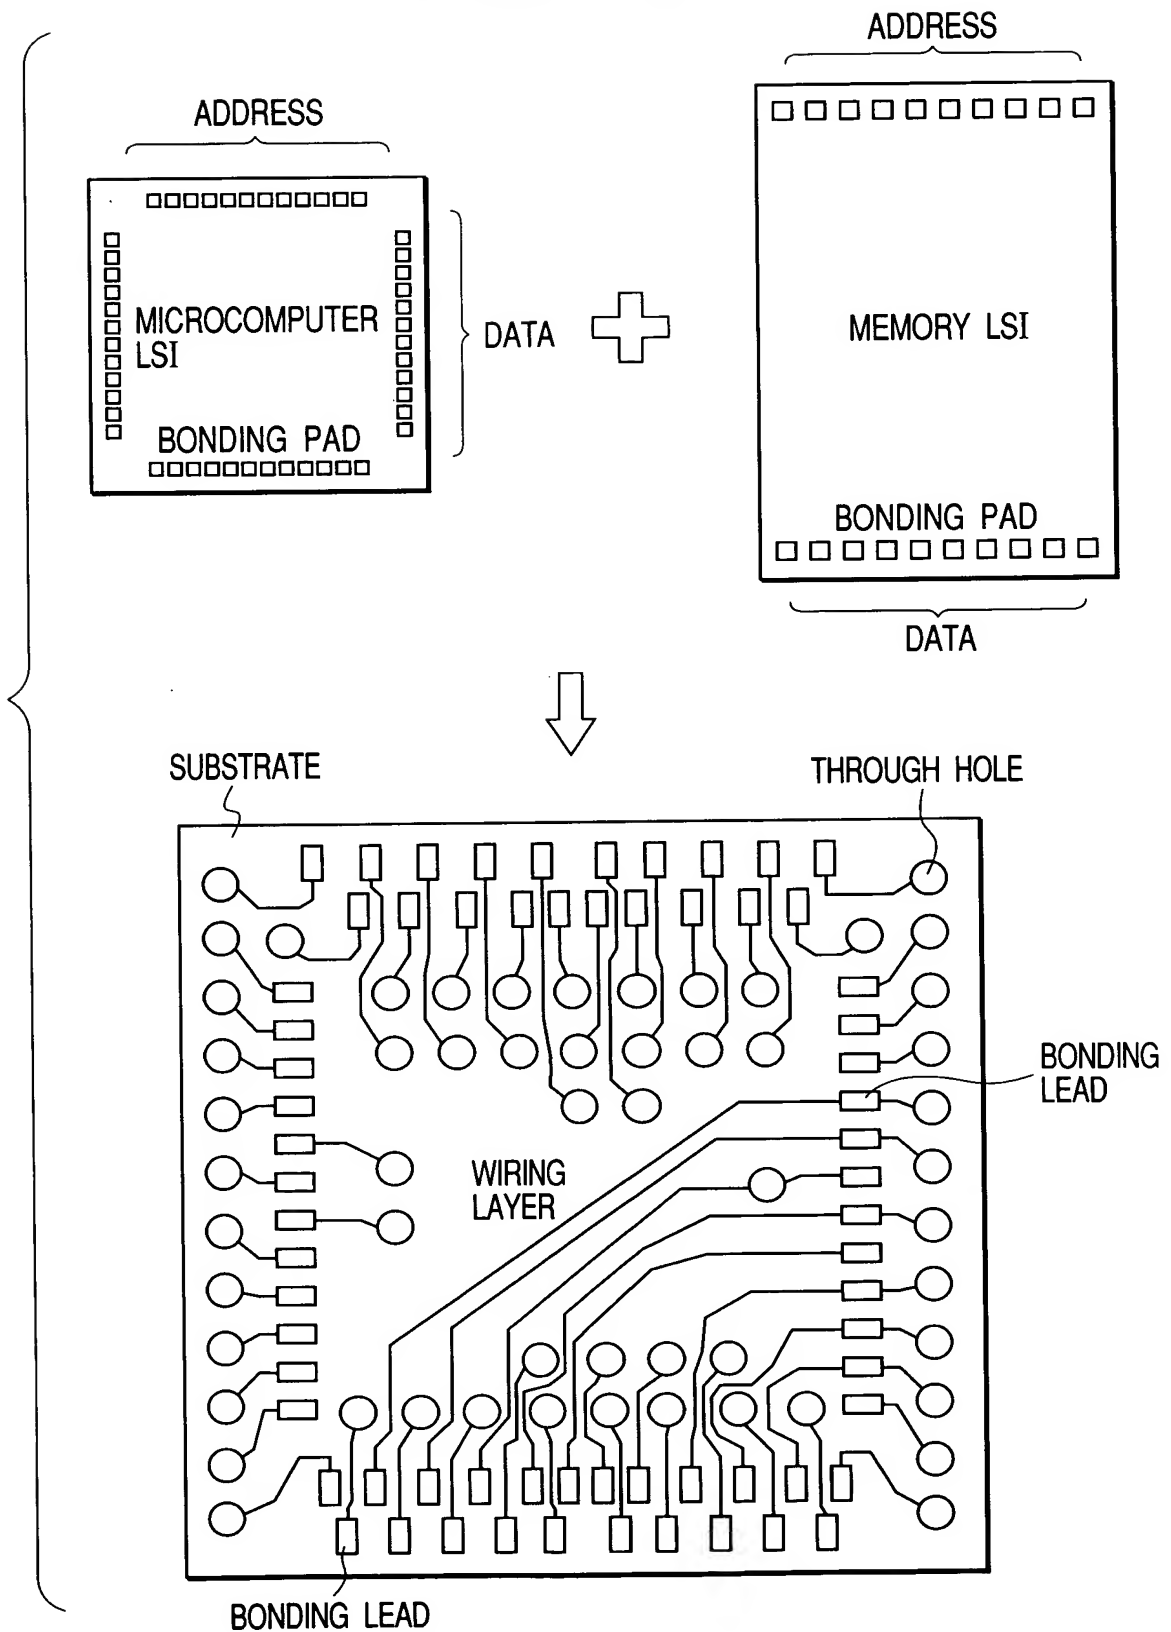 ADDRESS
ADDRESS
MICROCOMPUTER
LSI
DATA
BONDING PAD
MEMORY LSI
BONDING PAD
DATA
SUBSTRATE
THROUGH HOLE
BONDING
LEAD
WIRING
LAYER
BONDING LEAD